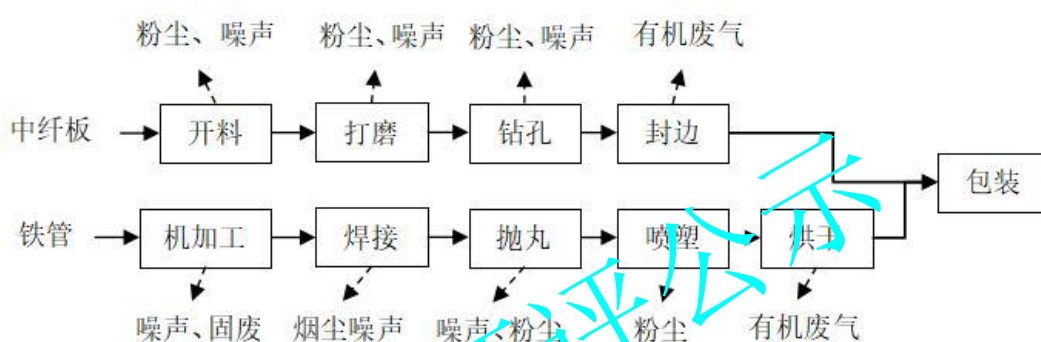 粉尘、噪声 粉尘、噪声 粉尘、噪声 有机废气
中纤板 开料 打磨 钻孔 封边
包装
铁管 机加工 焊接 抛丸 喷塑 烘干
噪声、固废 烟尘噪声 噪声、粉尘 粉尘 有机废气
评公示